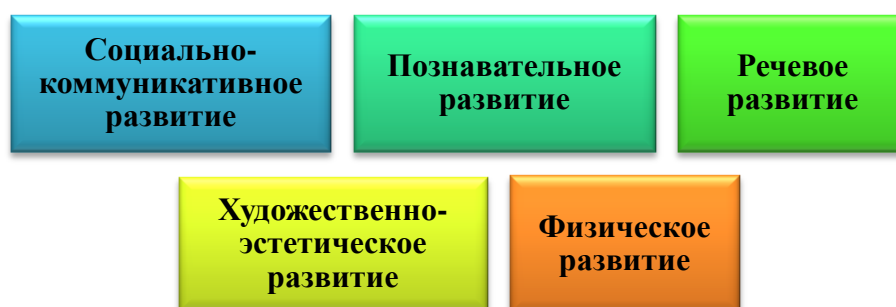 Социально-
коммуникативное
развитие
Познавательное
развитие
Речевое
развитие
Художественно-
эстетическое
развитие
Физическое
развитие